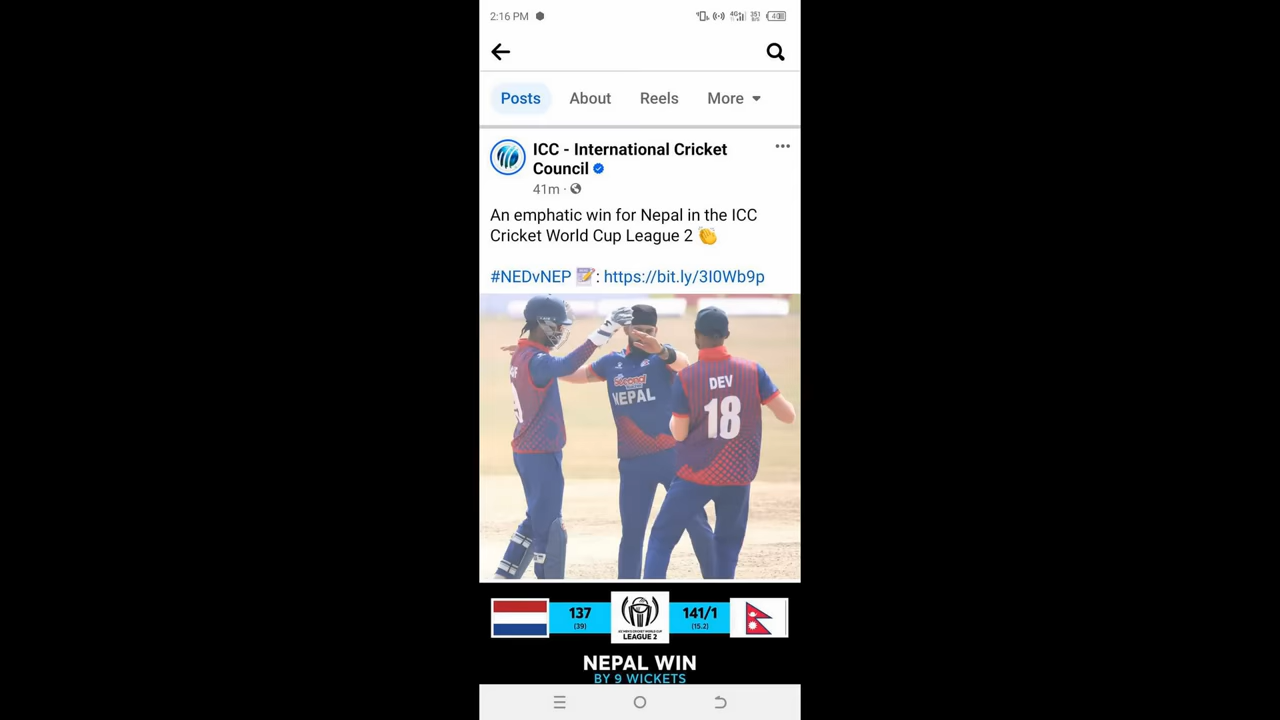 2:16 PM
Posts About Reels More
ICC - International Cricket
Council
41m ·
An emphatic win for Nepal in the ICC
Cricket World Cup League 2 👏
#NEDvNEP 📝: https://bit.ly/3I0Wb9p
NEPAL
DEV
18
137
(39)
LEAGUE 2
141/1
(15.2)
NEPAL WIN
BY 9 WICKETS